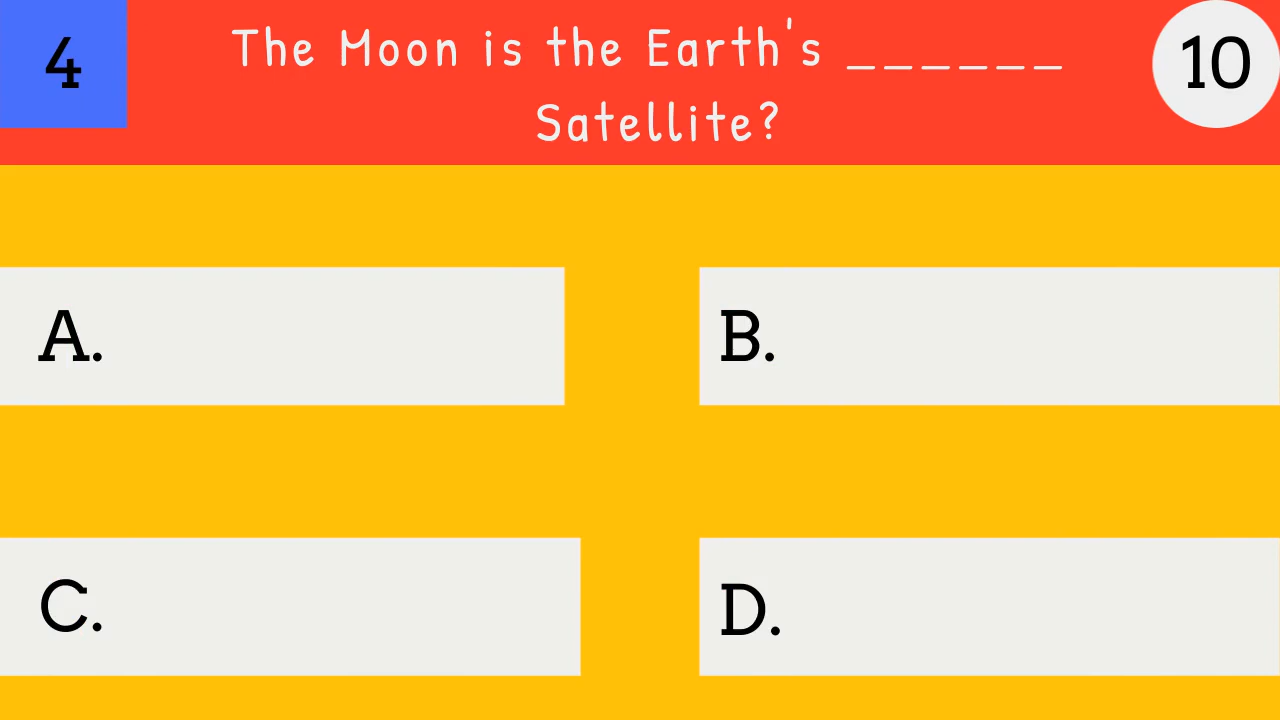 4
The Moon is the Earth's ______
Satellite?
10
A.
B.
C.
D.